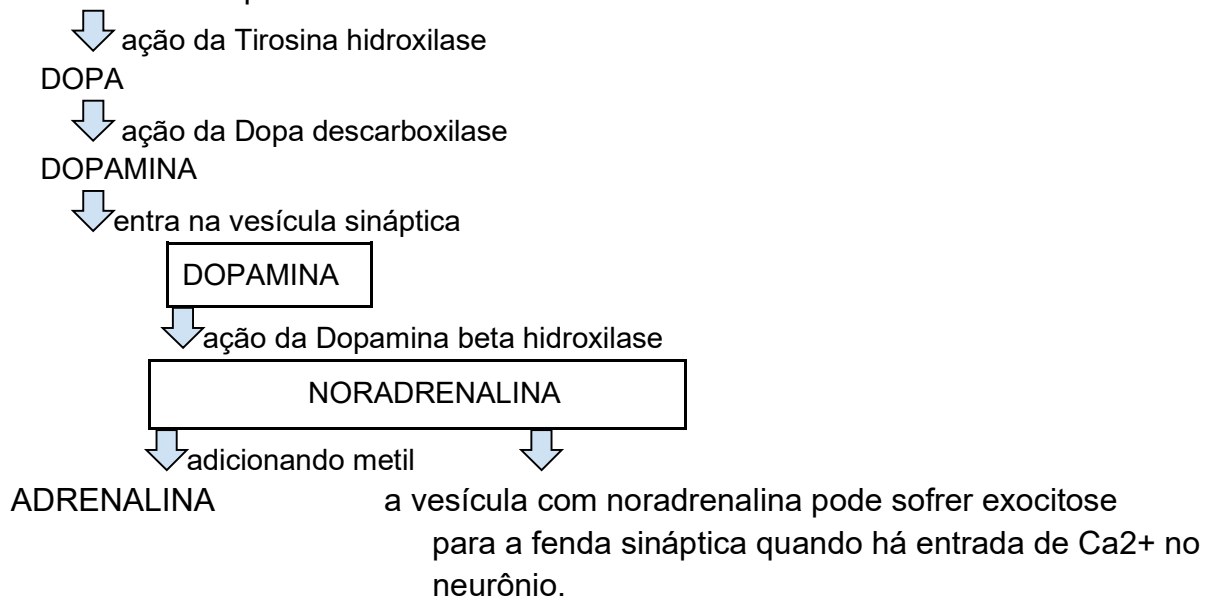 ação da Tirosina hidroxilase
DOPA
ação da Dopa descarboxilase
DOPAMINA
entra na vesícula sináptica
DOPAMINA
ação da Dopamina beta hidroxilase
NORADRENALINA
adicionando metil
ADRENALINA a vesícula com noradrenalina pode sofrer exocitose
para a fenda sináptica quando há entrada de Ca2+ no
neurônio.